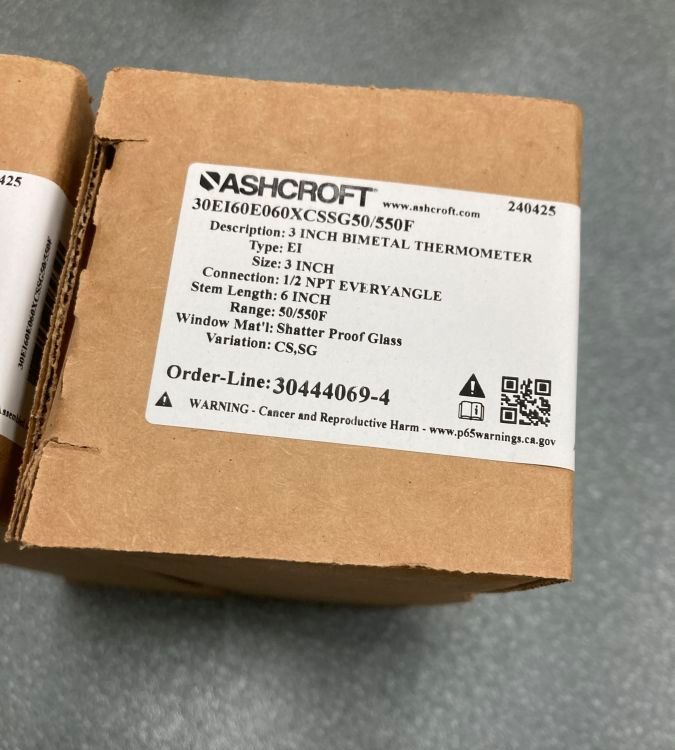 425
30EI60E060XCSSG50/550F
ASHCROFT www.ashcroft.com 240425
30EI60E060XCSSG50/550F
Description: 3 INCH BIMETAL THERMOMETER
Type: EI
Size: 3 INCH
Connection: 1/2 NPT EVERYANGLE
Stem Length: 6 INCH
Range: 50/550F
Window Mat'l: Shatter Proof Glass
Variation: CS,SG
Order-Line: 30444069-4
WARNING - Cancer and Reproductive Harm - www.p65warnings.ca.gov